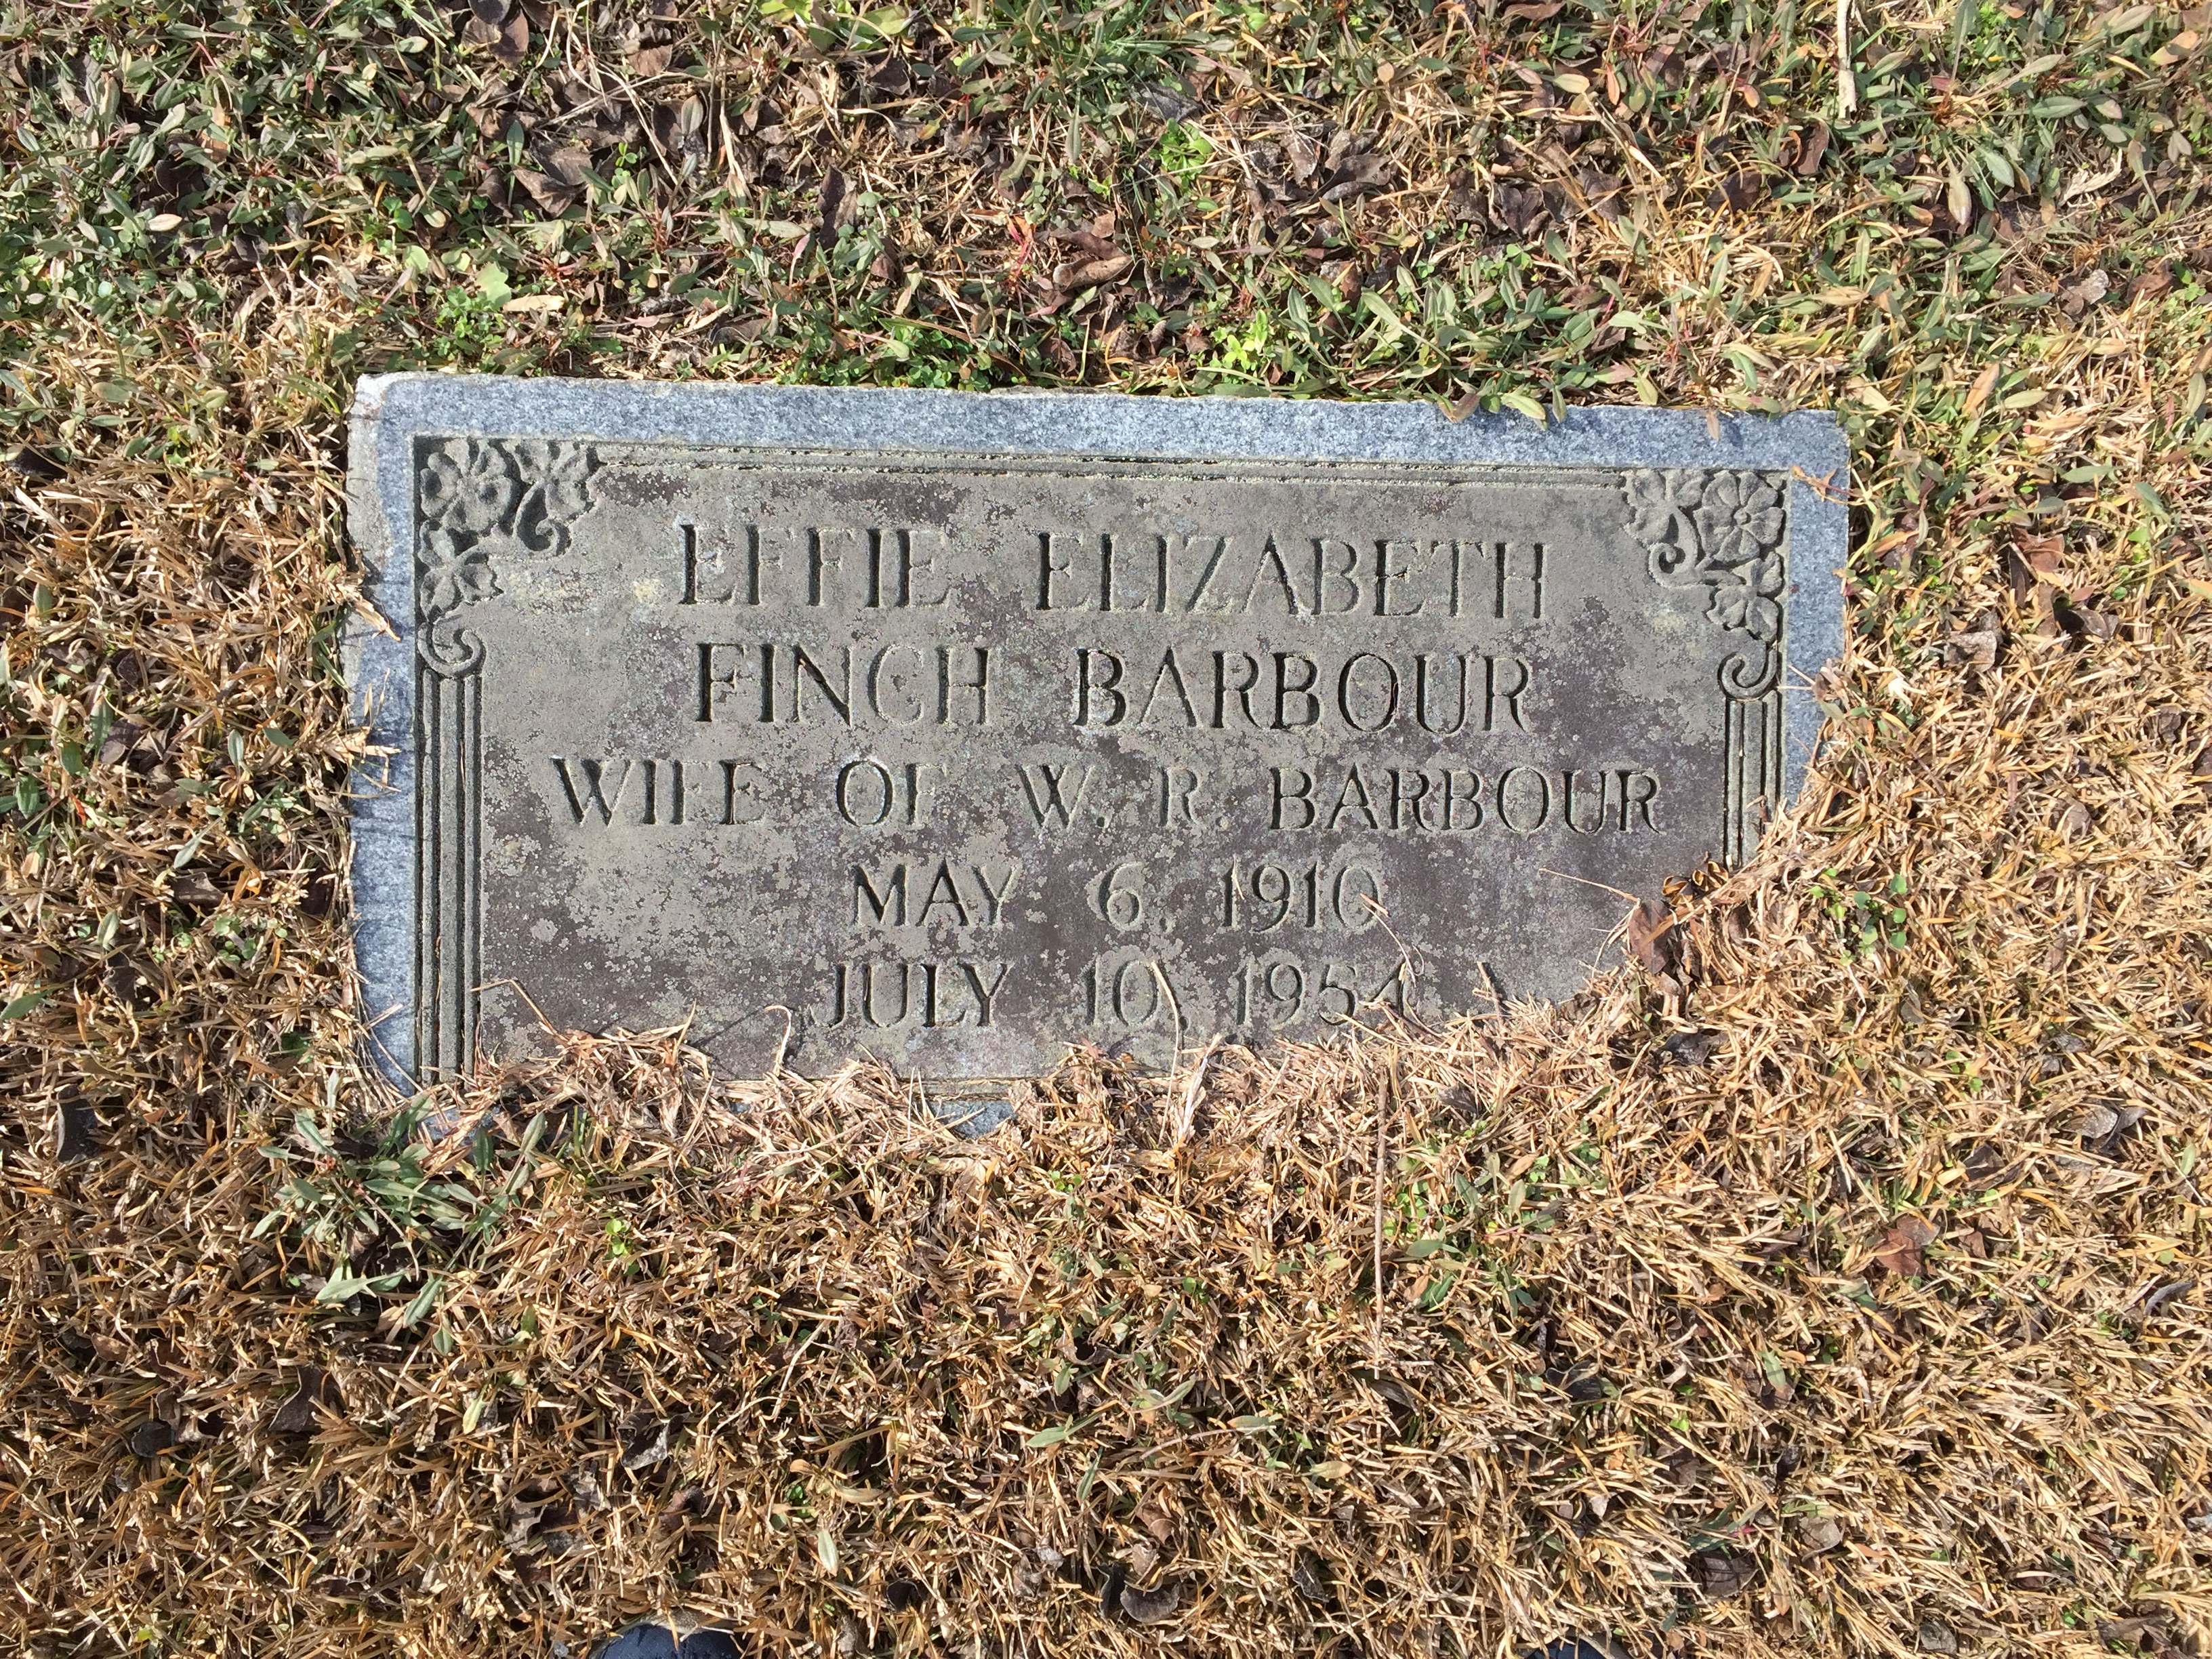 EFFIE ELIZABETH
FINCH BARBOUR
WIFE OF W. R. BARBOUR
MAY 6, 1910
JULY 10, 1954